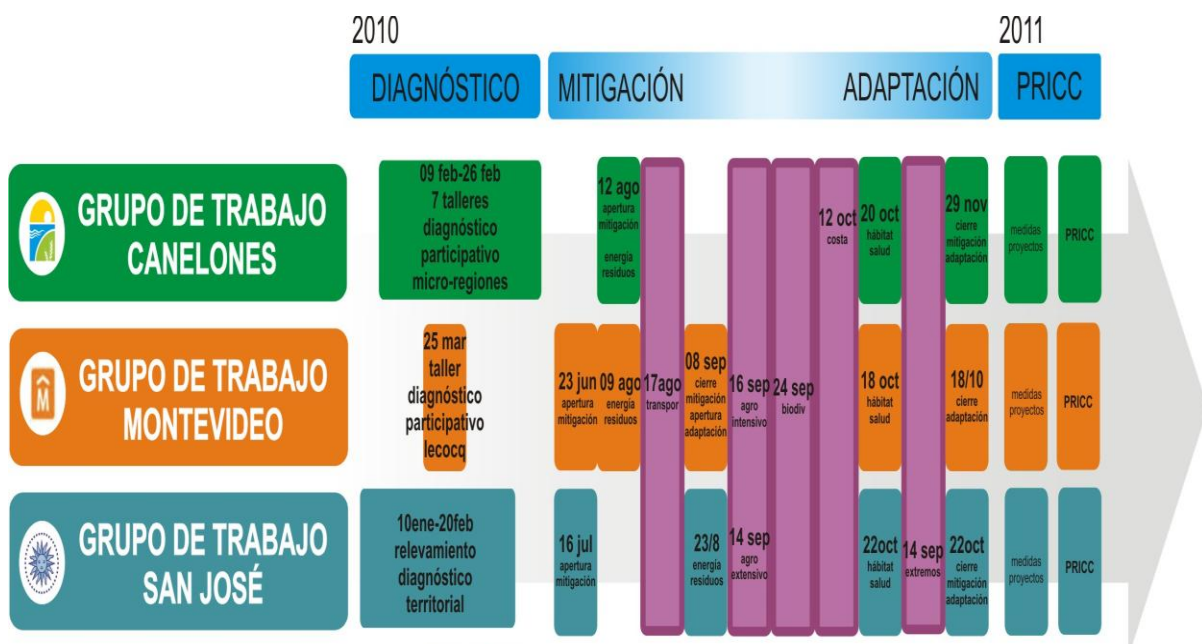 2010
2011
DIAGNÓSTICO
MITIGACIÓN
ADAPTACIÓN
PRICC
GRUPO DE TRABAJO
CANELONES
09 feb-26 feb
7 talleres
diagnóstico
participativo
micro-regiones
12 ago
apertura
mitigación
energía
residuos
12 oct
costa
20 oct
hábitat
salud
29 nov
cierre
mitigación
adaptación
medidas
proyectos
PRICC
M
GRUPO DE TRABAJO
MONTEVIDEO
25 mar
taller
diagnóstico
participativo
lecocq
23 jun
apertura
mitigación
09 ago
energía
residuos
17ago
transpor
08 sep
cierre
mitigación
apertura
adaptación
16 sep
agro
intensivo
24 sep
biodiv
18 oct
hábitat
salud
18/10
cierre
adaptación
medidas
proyectos
PRICC
GRUPO DE TRABAJO
SAN JOSÉ
10ene-20feb
relevamiento
diagnóstico
territorial
16 jul
apertura
mitigación
23/8
energía
residuos
14 sep
agro
extensivo
22oct
hábitat
salud
14 sep
extremos
22oct
cierre
mitigación
adaptación
medidas
proyectos
PRICC